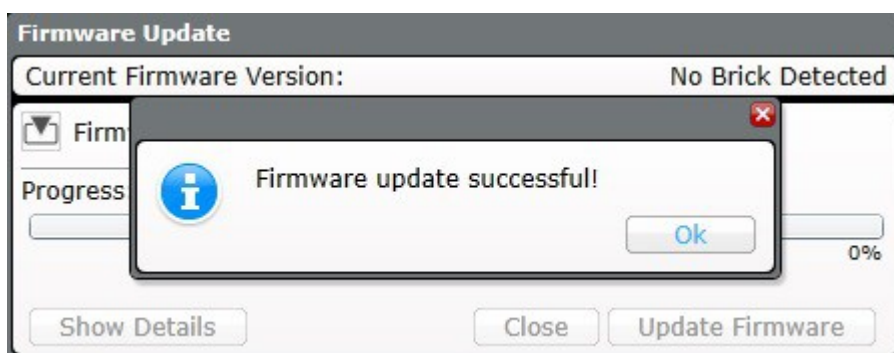 Firmware Update
Current Firmware Version: No Brick Detected
Firm
Firmware update successful!
Ok
Progress
0%
Show Details Close Update Firmware